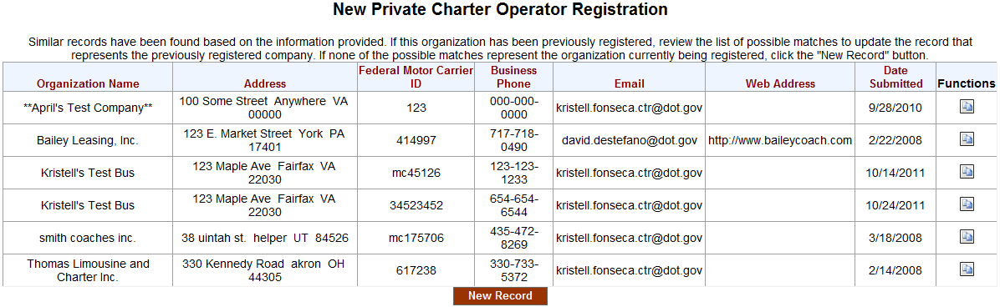 New Private Charter Operator Registration
Similar records have been found based on the information provided. If this organization has been previously registered, review the list of possible matches to update the record that
represents the previously registered company. If none of the possible matches represent the organization currently being registered, click the "New Record" button.
Organization Name Address Federal Motor Carrier ID Business Phone Email Web Address Date Submitted Functions
**April's Test Company** 100 Some Street Anywhere VA 00000 123 000-000-0000 kristell.fonseca.ctr@dot.gov 9/28/2010
Bailey Leasing, Inc. 123 E. Market Street York PA 17401 414997 717-718-0490 david.destefano@dot.gov http://www.baileycoach.com 2/22/2008
Kristell's Test Bus 123 Maple Ave Fairfax VA 22030 mc45126 123-123-1233 kristell.fonseca.ctr@dot.gov 10/14/2011
Kristell's Test Bus 123 Maple Ave Fairfax VA 22030 34523452 654-654-6544 kristell.fonseca.ctr@dot.gov 10/24/2011
smith coaches inc. 38 uintah st. helper UT 84526 mc175706 435-472-8269 kristell.fonseca.ctr@dot.gov 3/18/2008
Thomas Limousine and Charter Inc. 330 Kennedy Road akron OH 44305 617238 330-733-5372 kristell.fonseca.ctr@dot.gov 2/14/2008
New Record